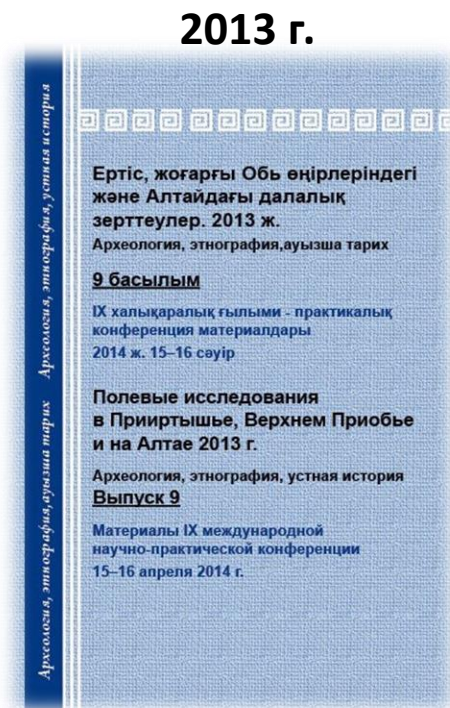 2013 г.
Ертіс, жоғарғы Обь өңірлеріндегі
және Алтайдағы далалық
зерттеулер. 2013 ж.
Археология, этнография,ауызша тарих
9 басылым
IX халықаралық ғылыми - практикалық
конференция материалдары
2014 ж. 15–16 сәуір
Полевые исследования
в Прииртышье, Верхнем Приобье
и на Алтае 2013 г.
Археология, этнография, устная история
Выпуск 9
Материалы IX международной
научно-практической конференции
15–16 апреля 2014 г.
Археология, этнография,ауызша тарих Археология, этнография, устная история